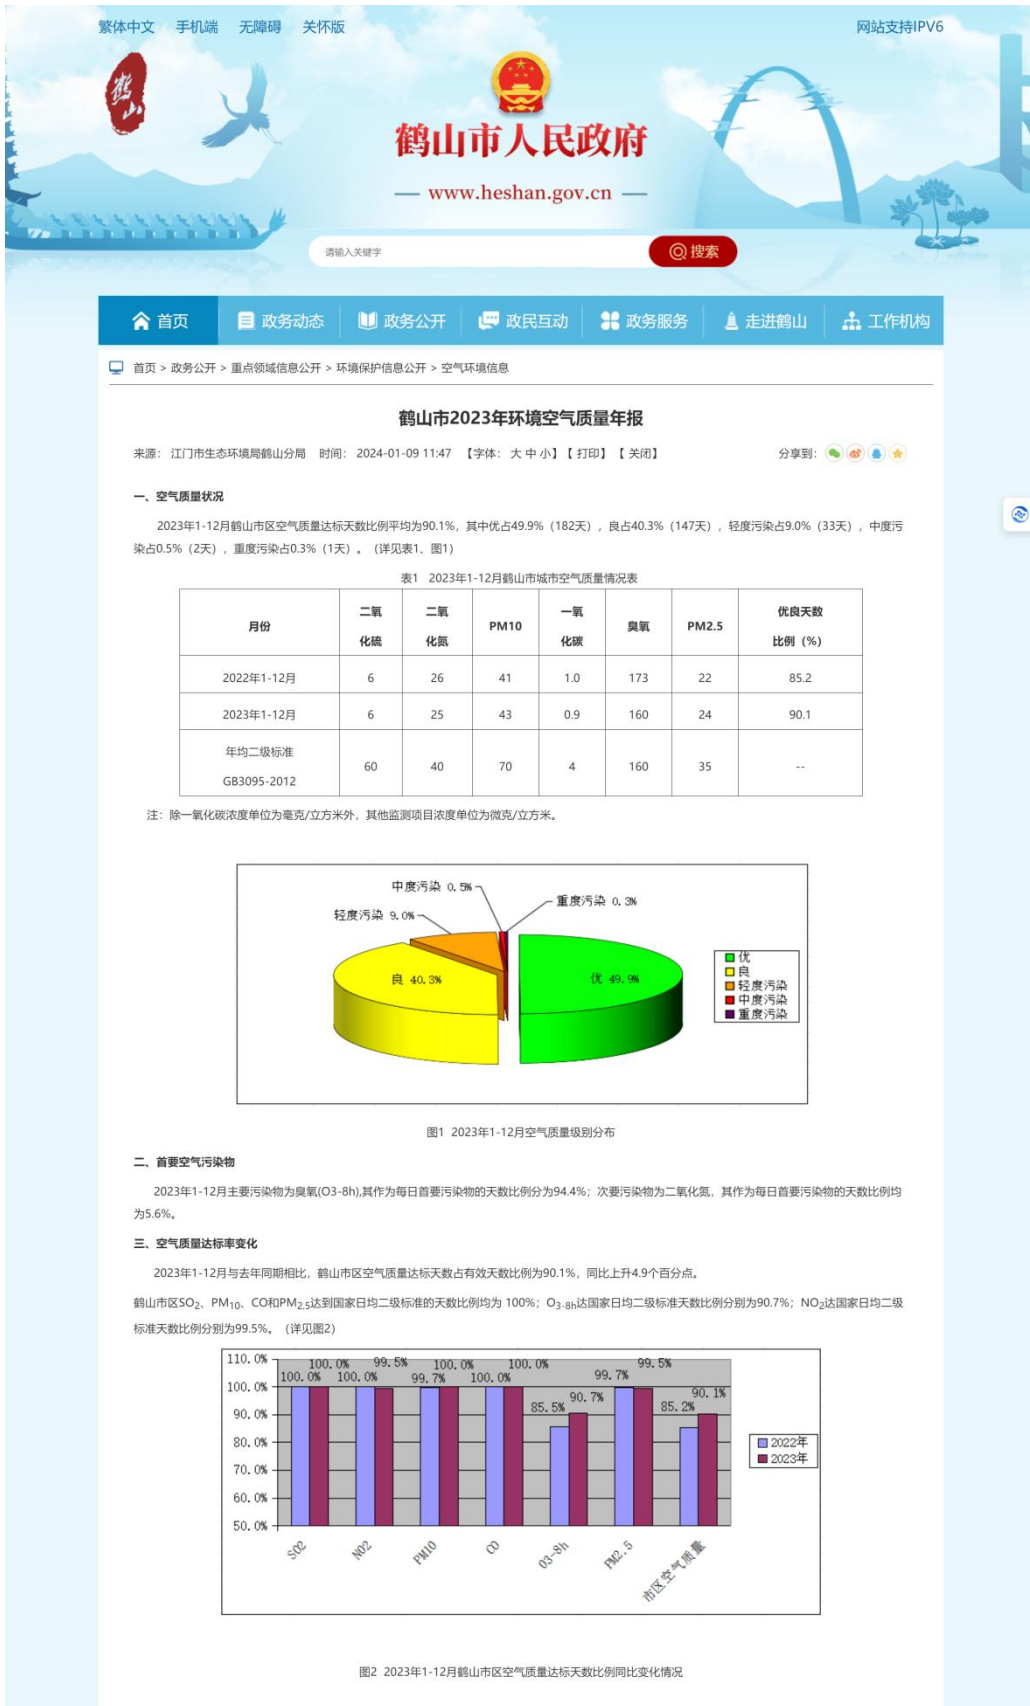 繁体中文 手机端 无障碍 关怀版 网站支持IPV6
鹤山
鹤山市人民政府
www.heshan.gov.cn
请输入关键字 搜索
首页 政务动态 政务公开 政民互动 政务服务 走进鹤山 工作机构
首页 > 政务公开 > 重点领域信息公开 > 环境保护信息公开 > 空气环境信息
鹤山市2023年环境空气质量年报
来源： 江门市生态环境局鹤山分局 时间： 2024-01-09 11:47 【字体： 大 中 小】【 打印】 【 关闭】 分享到：
一、空气质量状况
2023年1-12月鹤山市区空气质量达标天数比例平均为90.1%，其中优占49.9%（182天），良占40.3%（147天），轻度污染占9.0%（33天），中度污
染占0.5%（2天），重度污染占0.3%（1天）。（详见表1、图1）
表1 2023年1-12月鹤山市城市空气质量情况表
月份 二氧化硫 二氧化氮 PM10 一氧化碳 臭氧 PM2.5 优良天数比例（%）
2022年1-12月 6 26 41 1.0 173 22 85.2
2023年1-12月 6 25 43 0.9 160 24 90.1
年均二级标准
GB3095-2012 60 40 70 4 160 35 --
注：除一氧化碳浓度单位为毫克/立方米外，其他监测项目浓度单位为微克/立方米。
中度污染 0.5%
重度污染 0.3%
轻度污染 9.0%
良 40.3%
优 49.9%
优
良
轻度污染
中度污染
重度污染
图1 2023年1-12月空气质量级别分布
二、首要空气污染物
2023年1-12月主要污染物为臭氧(O3-8h),其作为每日首要污染物的天数比例分为94.4%；次要污染物为二氧化氮，其作为每日首要污染物的天数比例均
为5.6%。
三、空气质量达标率变化
2023年1-12月与去年同期相比，鹤山市区空气质量达标天数占有效天数比例为90.1%，同比上升4.9个百分点。
鹤山市区SO2、PM10、CO和PM2.5达到国家日均二级标准的天数比例均为 100%；O3-8h达国家日均二级标准天数比例分别为90.7%；NO2达国家日均二级
标准天数比例分别为99.5%。（详见图2）
110.0%
100.0%
90.0%
80.0%
70.0%
60.0%
50.0%
100.0% 99.5% 100.0% 100.0% 99.5%
100.0% 100.0% 99.7% 100.0% 99.7%
85.5% 90.7% 85.2% 90.1%
2022年
2023年
SO2 NO2 PM10 CO O3-8h PM2.5 市区空气质量
图2 2023年1-12月鹤山市区空气质量达标天数比例同比变化情况